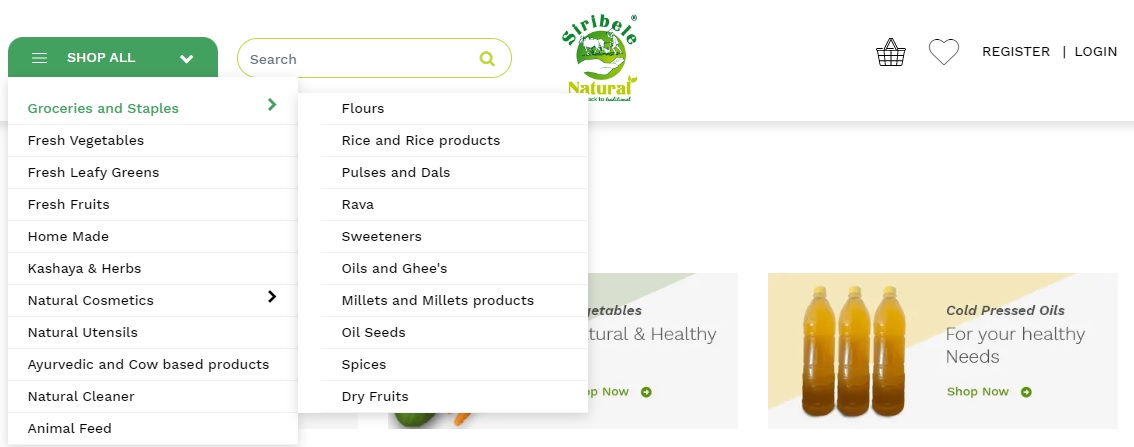 SHOP ALL
Search
Siribele
Natural
REGISTER | LOGIN
Groceries and Staples
Fresh Vegetables
Fresh Leafy Greens
Fresh Fruits
Home Made
Kashaya & Herbs
Natural Cosmetics
Natural Utensils
Ayurvedic and Cow based products
Natural Cleaner
Animal Feed
Flours
Rice and Rice products
Pulses and Dals
Rava
Sweeteners
Oils and Ghee's
Millets and Millets products
Oil Seeds
Spices
Dry Fruits
getables
tural & Healthy
op Now
Cold Pressed Oils
For your healthy
Needs
Shop Now